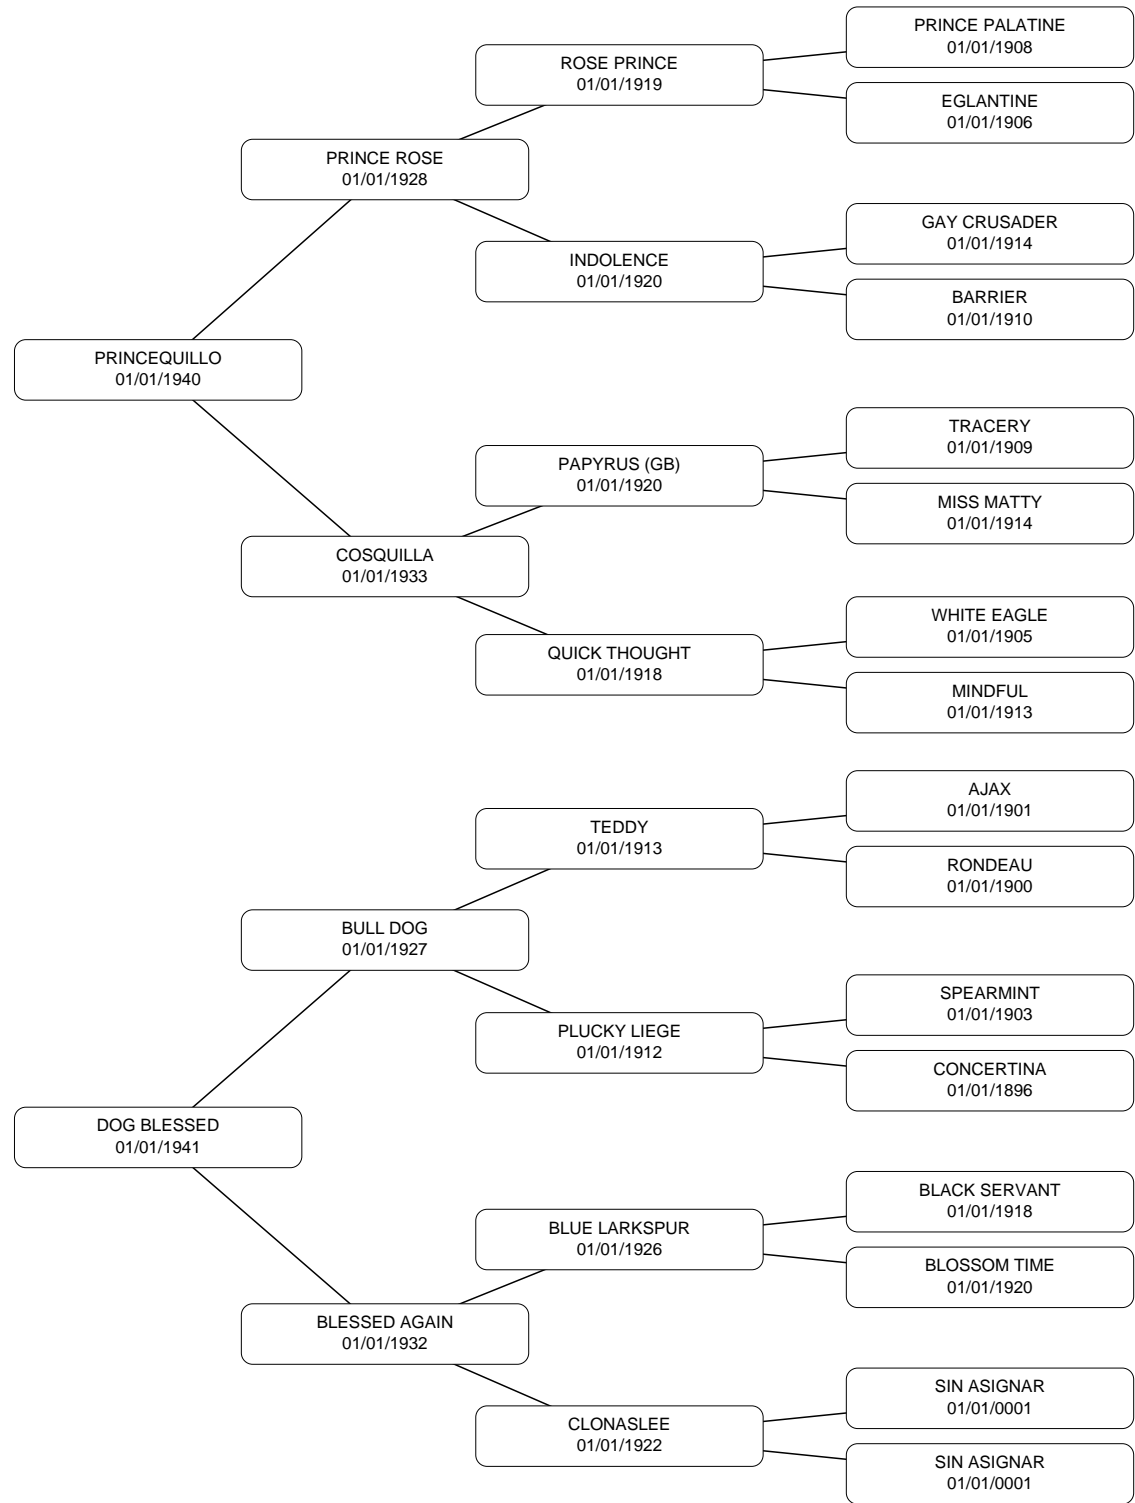 PRINCE PALATINE
01/01/1908
ROSE PRINCE
01/01/1919
EGLANTINE
01/01/1906
PRINCE ROSE
01/01/1928
GAY CRUSADER
01/01/1914
INDOLENCE
01/01/1920
BARRIER
01/01/1910
PRINCEQUILLO
01/01/1940
TRACERY
01/01/1909
PAPYRUS (GB)
01/01/1920
MISS MATTY
01/01/1914
COSQUILLA
01/01/1933
WHITE EAGLE
01/01/1905
QUICK THOUGHT
01/01/1918
MINDFUL
01/01/1913
AJAX
01/01/1901
TEDDY
01/01/1913
RONDEAU
01/01/1900
BULL DOG
01/01/1927
SPEARMINT
01/01/1903
PLUCKY LIEGE
01/01/1912
CONCERTINA
01/01/1896
DOG BLESSED
01/01/1941
BLACK SERVANT
01/01/1918
BLUE LARKSPUR
01/01/1926
BLOSSOM TIME
01/01/1920
BLESSED AGAIN
01/01/1932
SIN ASIGNAR
01/01/0001
CLONASLEE
01/01/1922
SIN ASIGNAR
01/01/0001